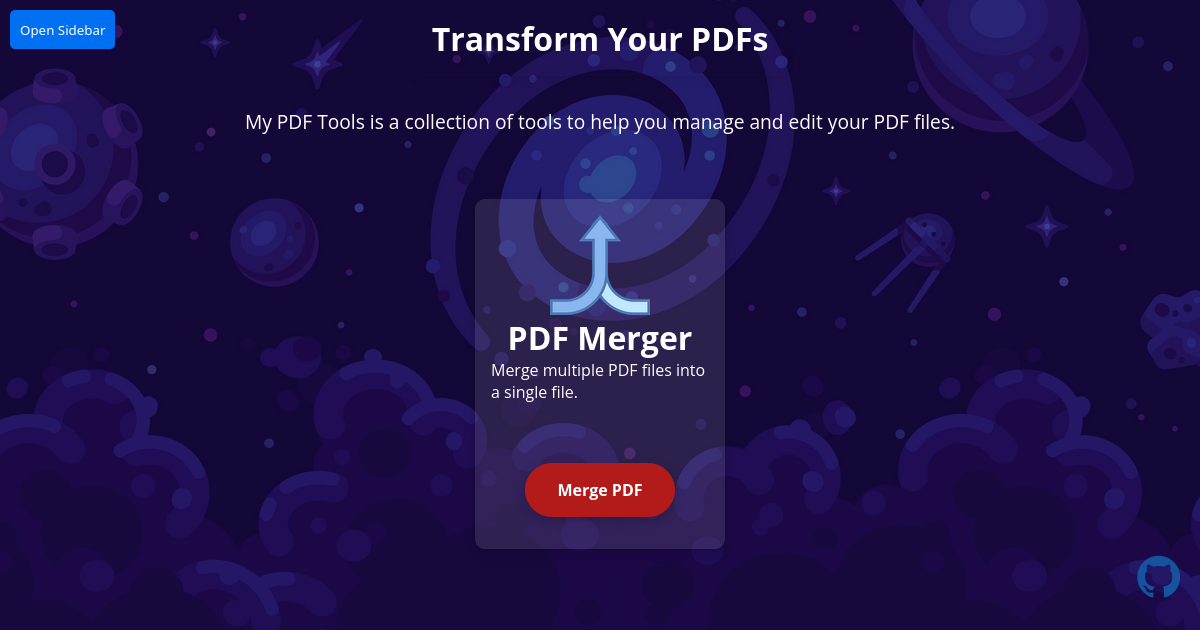 Open Sidebar
Transform Your PDFs
My PDF Tools is a collection of tools to help you manage and edit your PDF files.
PDF Merger
Merge multiple PDF files into
a single file.
Merge PDF